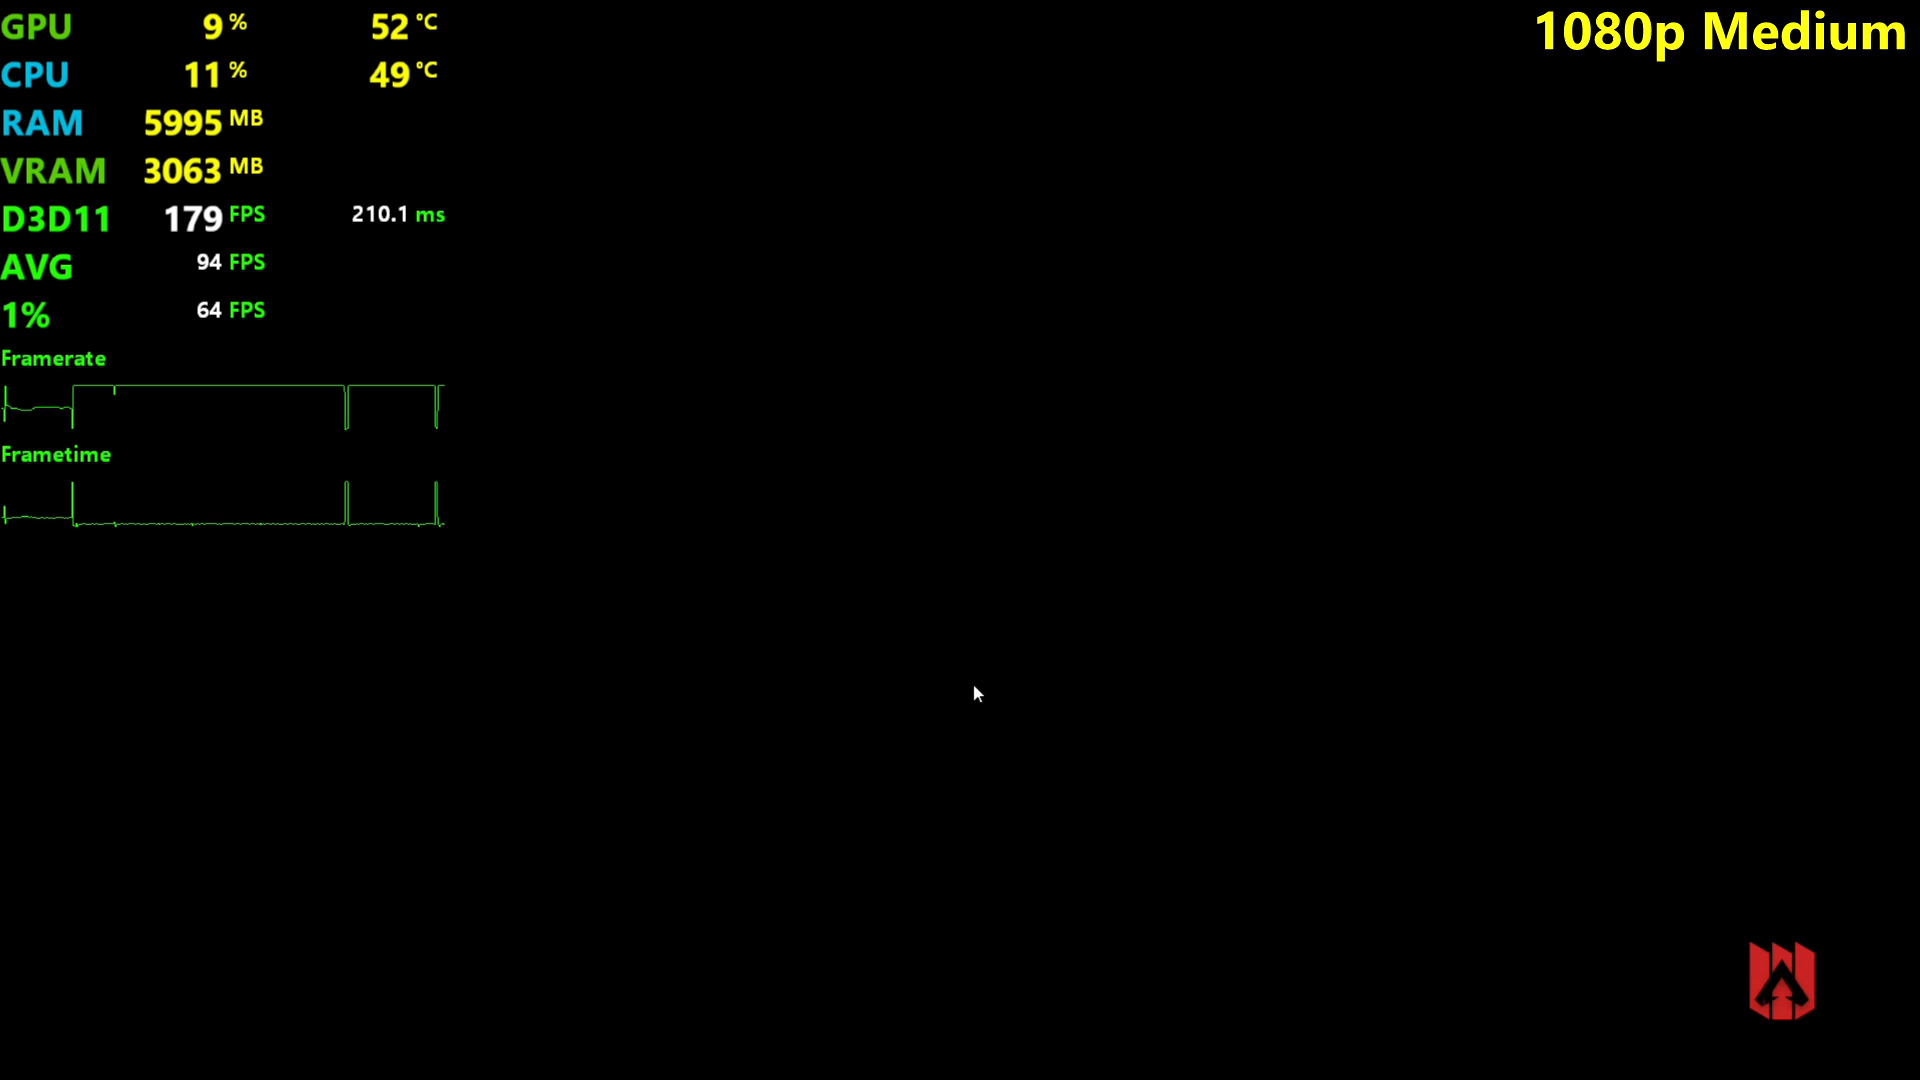 GPU 9 % 52 °C
1080p Medium
CPU 11 % 49 °C
RAM 5995 MB
VRAM 3063 MB
D3D11 179 FPS 210.1 ms
AVG 94 FPS
1% 64 FPS
Framerate
Frametime